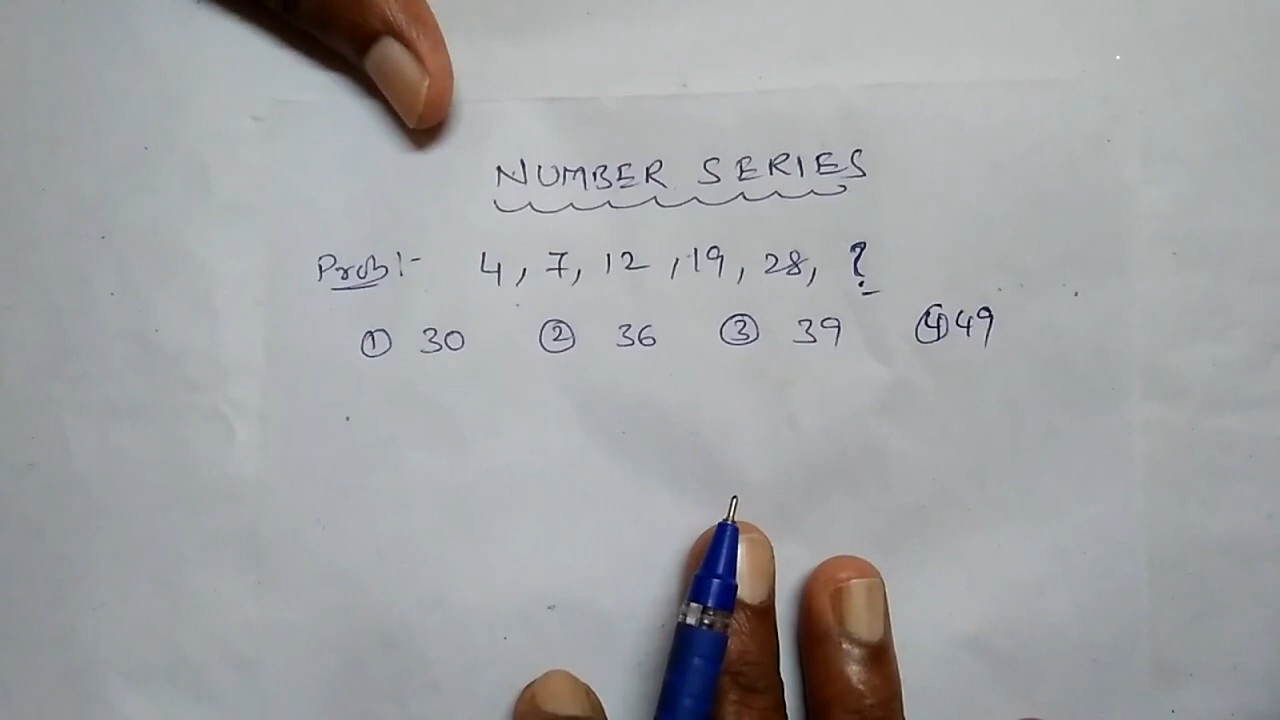 NUMBER SERIES
Prob:- 4, 7, 12, 19, 28, ?
① 30 ② 36 ③ 39 ④ 49